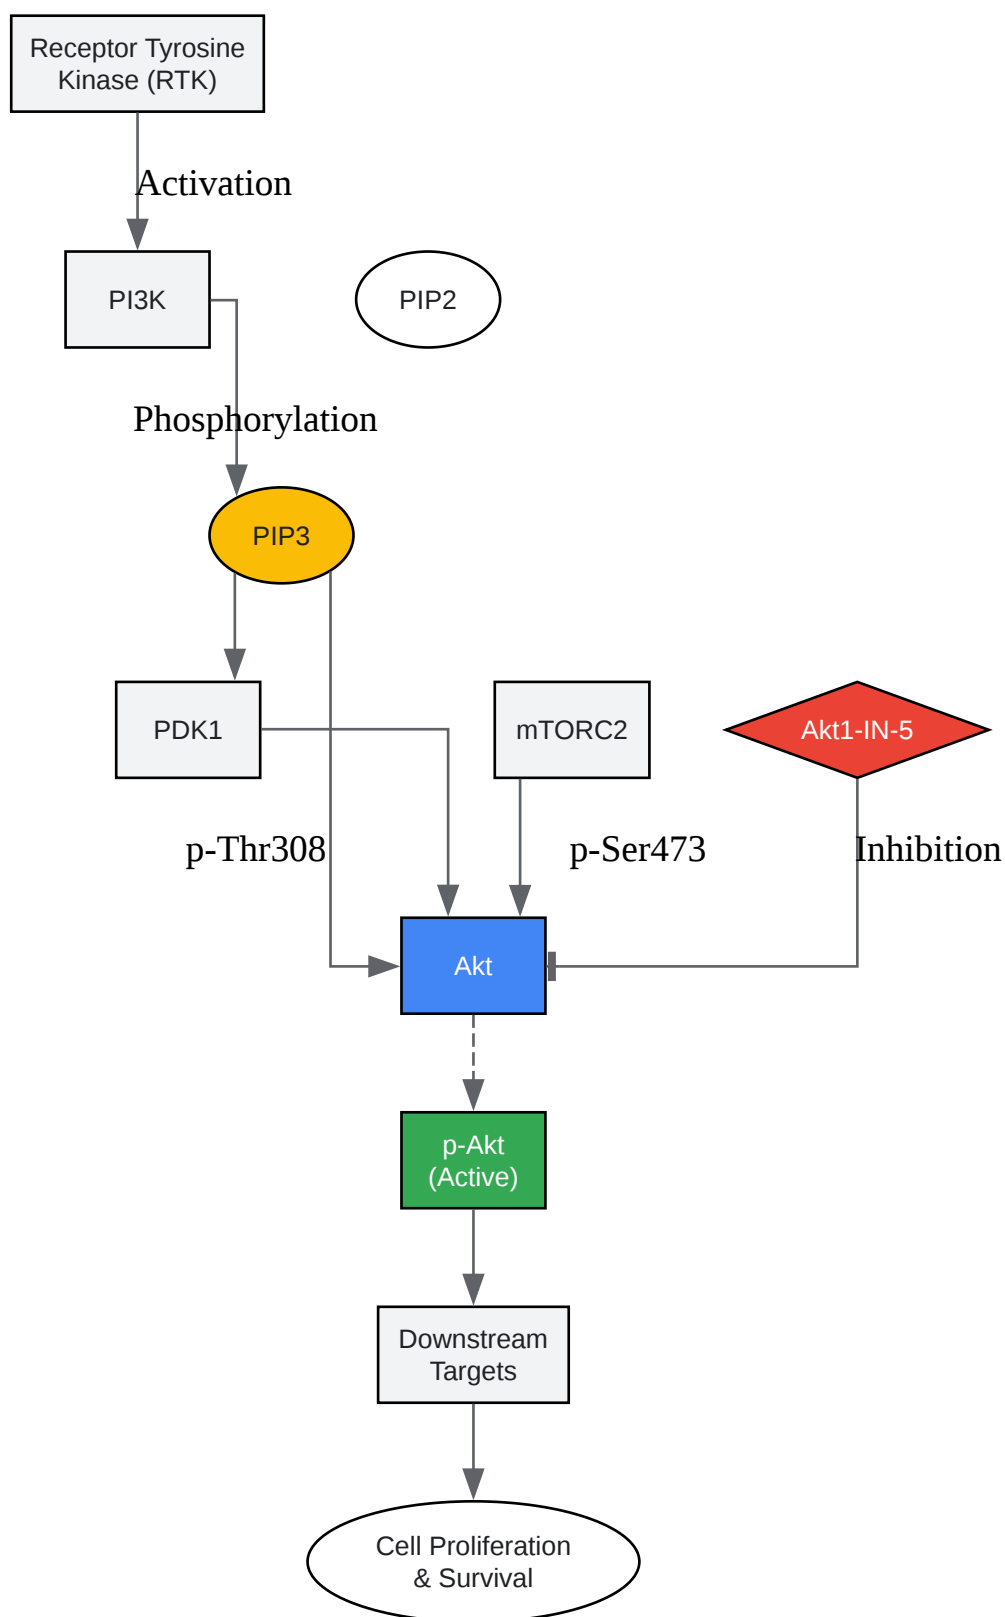 Receptor Tyrosine
Kinase (RTK)
Activation
PI3K
PIP2
Phosphorylation
PIP3
PDK1
mTORC2
Akt1-IN-5
p-Thr308
p-Ser473
Inhibition
Akt
p-Akt
(Active)
Downstream
Targets
Cell Proliferation
& Survival